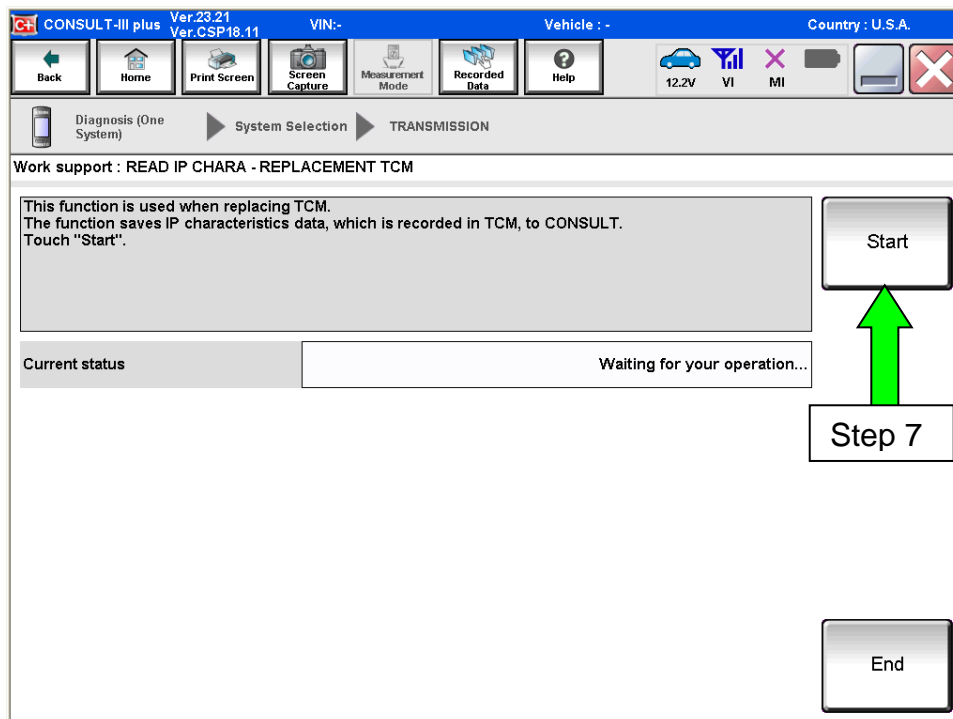 C+ CONSULT-III plus Ver.23.21 VIN:- Vehicle : - Country : U.S.A.
Ver.CSP18.11
Back Home Print Screen Screen Capture Measurement Mode Recorded Data Help 12.2V VI MI
Diagnosis (One System) System Selection TRANSMISSION
Work support : READ IP CHARA - REPLACEMENT TCM
This function is used when replacing TCM.
The function saves IP characteristics data, which is recorded in TCM, to CONSULT.
Touch "Start".
Start
Current status Waiting for your operation...
Step 7
End